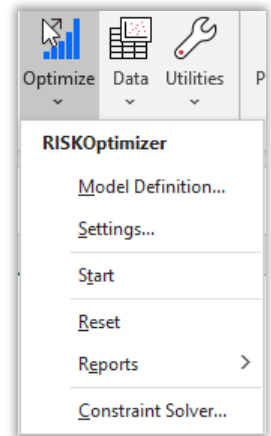 Optimize Data Utilities P
RISKOptimizer
Model Definition...
Settings...
Start
Reset
Reports
Constraint Solver...